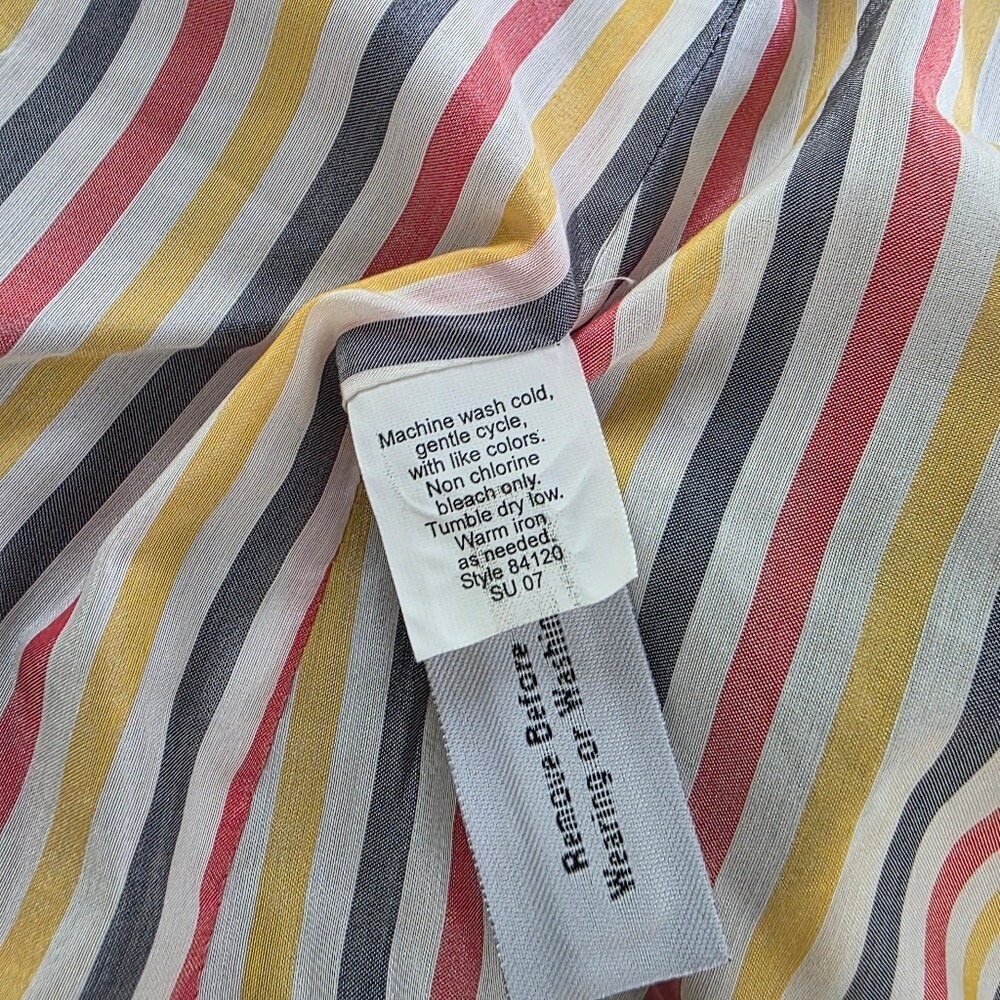 Machine wash cold,
gentle cycle,
with like colors.
Non chlorine
bleach only.
Tumble dry low.
Warm iron
as needed.
Style 84120
SU 07
Remove Before
Wearing or Washing